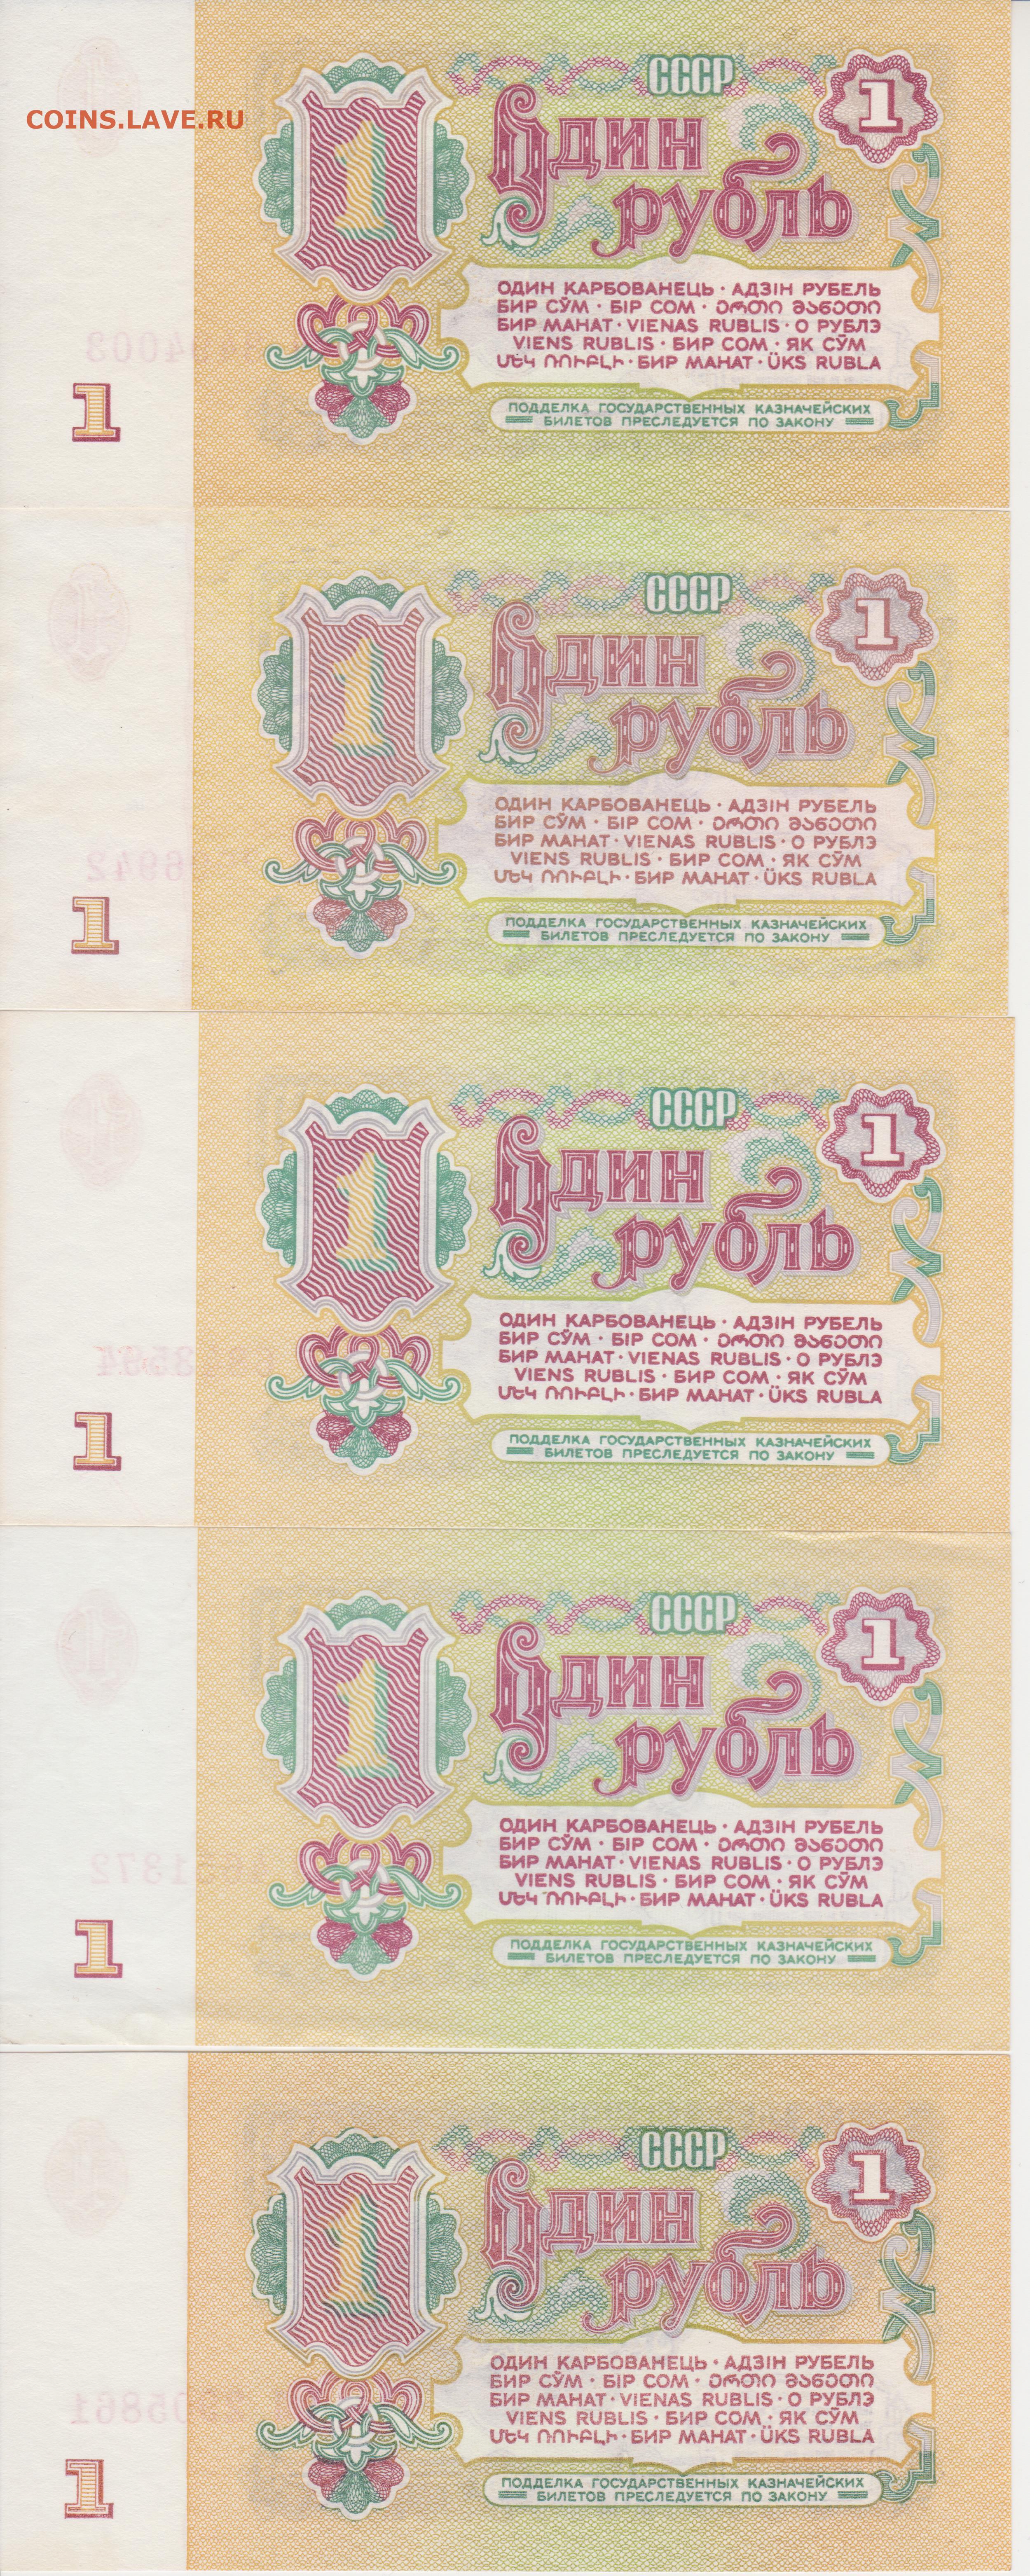 COINS.LAVE.RU
СССР
1
1
Один
рубль
ОДИН КАРБОВАНЕЦЬ · АДЗІН РУБЕЛЬ
БИР СЎМ · БІР СОМ · ᲔᲠᲗᲘ ᲛᲐᲜᲔᲗᲘ
БИР МАНАТ · VIENAS RUBLIS · О РУБЛЭ
VIENS RUBLIS · БИР СОМ · ЯК СЎМ
ՄԵԿ ՌՈՒԲԼԻ · БИР МАНАТ · ÜKS RUBLA
1
ПОДДЕЛКА ГОСУДАРСТВЕННЫХ КАЗНАЧЕЙСКИХ
БИЛЕТОВ ПРЕСЛЕДУЕТСЯ ПО ЗАКОНУ
СССР
1
1
Один
рубль
ОДИН КАРБОВАНЕЦЬ · АДЗІН РУБЕЛЬ
БИР СЎМ · БІР СОМ · ᲔᲠᲗᲘ ᲛᲐᲜᲔᲗᲘ
БИР МАНАТ · VIENAS RUBLIS · О РУБЛЭ
VIENS RUBLIS · БИР СОМ · ЯК СЎМ
ՄԵԿ ՌՈՒԲԼԻ · БИР МАНАТ · ÜKS RUBLA
1
ПОДДЕЛКА ГОСУДАРСТВЕННЫХ КАЗНАЧЕЙСКИХ
БИЛЕТОВ ПРЕСЛЕДУЕТСЯ ПО ЗАКОНУ
СССР
1
1
Один
рубль
ОДИН КАРБОВАНЕЦЬ · АДЗІН РУБЕЛЬ
БИР СЎМ · БІР СОМ · ᲔᲠᲗᲘ ᲛᲐᲜᲔᲗᲘ
БИР МАНАТ · VIENAS RUBLIS · О РУБЛЭ
VIENS RUBLIS · БИР СОМ · ЯК СЎМ
ՄԵԿ ՌՈՒԲԼԻ · БИР МАНАТ · ÜKS RUBLA
1
ПОДДЕЛКА ГОСУДАРСТВЕННЫХ КАЗНАЧЕЙСКИХ
БИЛЕТОВ ПРЕСЛЕДУЕТСЯ ПО ЗАКОНУ
СССР
1
1
Один
рубль
ОДИН КАРБОВАНЕЦЬ · АДЗІН РУБЕЛЬ
БИР СЎМ · БІР СОМ · ᲔᲠᲗᲘ ᲛᲐᲜᲔᲗᲘ
БИР МАНАТ · VIENAS RUBLIS · О РУБЛЭ
VIENS RUBLIS · БИР СОМ · ЯК СЎМ
ՄԵԿ ՌՈՒԲԼԻ · БИР МАНАТ · ÜKS RUBLA
1
ПОДДЕЛКА ГОСУДАРСТВЕННЫХ КАЗНАЧЕЙСКИХ
БИЛЕТОВ ПРЕСЛЕДУЕТСЯ ПО ЗАКОНУ
СССР
1
1
Один
рубль
ОДИН КАРБОВАНЕЦЬ · АДЗІН РУБЕЛЬ
БИР СЎМ · БІР СОМ · ᲔᲠᲗᲘ ᲛᲐᲜᲔᲗᲘ
БИР МАНАТ · VIENAS RUBLIS · О РУБЛЭ
VIENS RUBLIS · БИР СОМ · ЯК СЎМ
ՄԵԿ ՌՈՒԲԼԻ · БИР МАНАТ · ÜKS RUBLA
1
ПОДДЕЛКА ГОСУДАРСТВЕННЫХ КАЗНАЧЕЙСКИХ
БИЛЕТОВ ПРЕСЛЕДУЕТСЯ ПО ЗАКОНУ